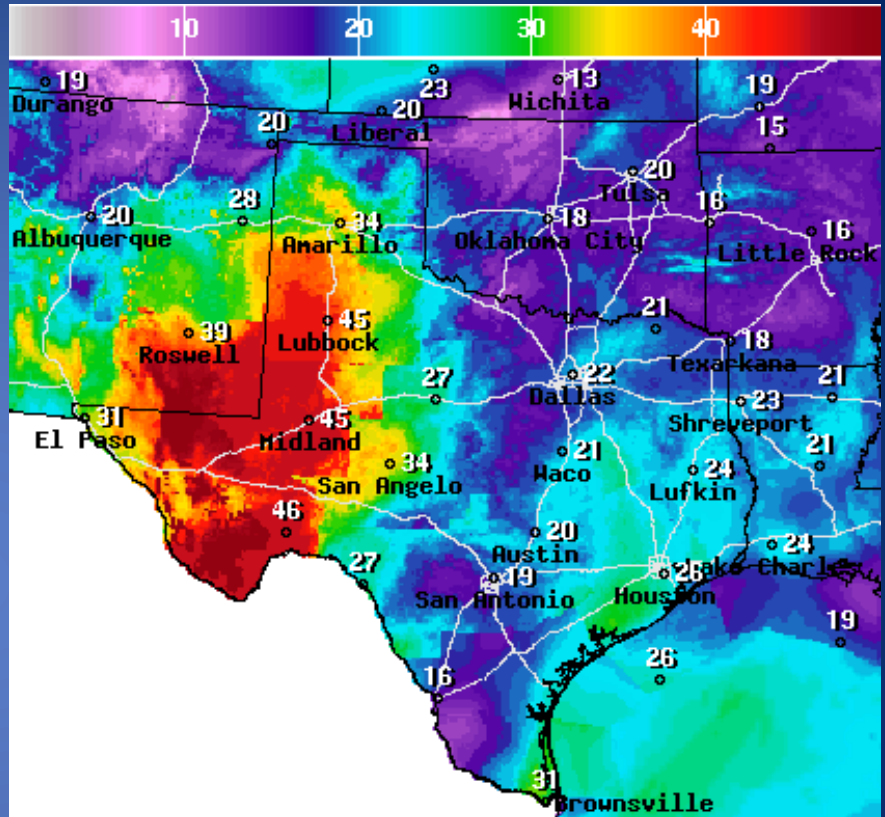 10 20 30 40
19
Durango
23
13
Wichita
19
20
Liberal
20
15
20
Tulsa
20
Albuquerque
28
34
Amarillo
18
Oklahoma City
16
16
Little Rock
39
Roswell
45
Lubbock
21
18
Texarkana
22
Dallas
27
23
Shreveport
21
31
El Paso
45
Midland
34
San Angelo
21
Waco
24
Lufkin
21
46
20
Austin
24
Lake Charles
27
19
San Antonio
26
Houston
19
16
26
31
Brownsville